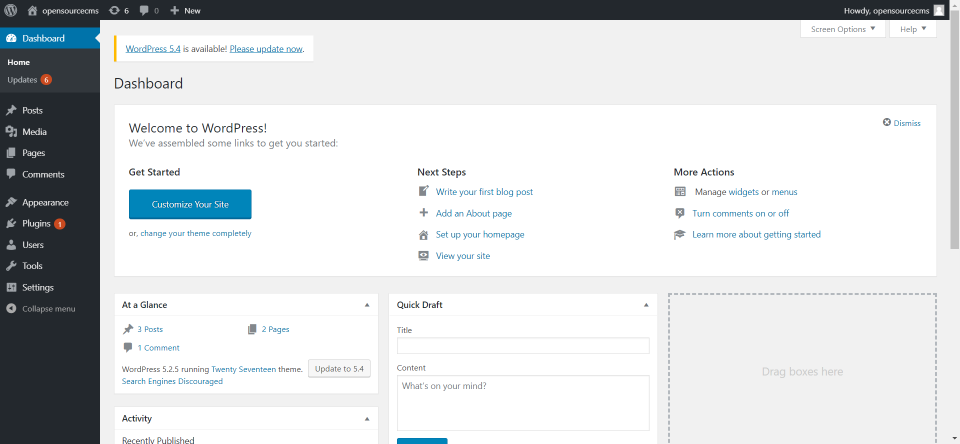 opensourcecms 6 0 New Howdy, opensourcecms
Screen Options Help
WordPress 5.4 is available! Please update now.
Dashboard
Home
Updates 6
Posts
Media
Pages
Comments
Appearance
Plugins 1
Users
Tools
Settings
Collapse menu
Dashboard
Welcome to WordPress!
We've assembled some links to get you started:
Dismiss
Get Started
Customize Your Site
or, change your theme completely
Next Steps
Write your first blog post
Add an About page
Set up your homepage
View your site
More Actions
Manage widgets or menus
Turn comments on or off
Learn more about getting started
At a Glance
3 Posts 2 Pages
1 Comment
WordPress 5.2.5 running Twenty Seventeen theme. Update to 5.4
Search Engines Discouraged
Activity
Recently Published
Quick Draft
Title
Content
What's on your mind?
Drag boxes here